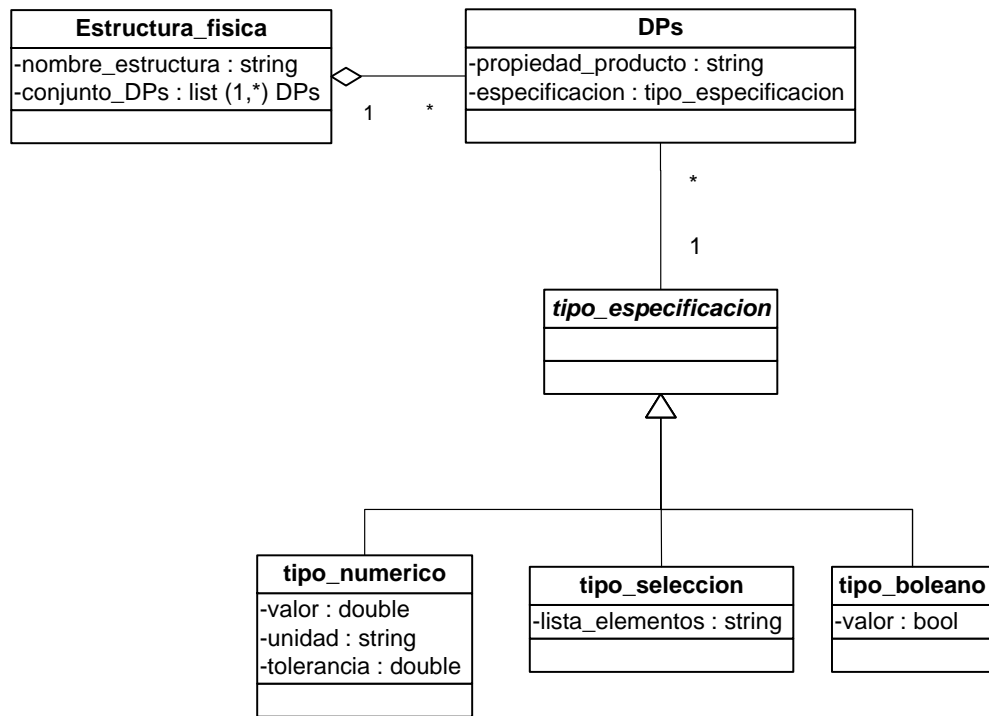 Estructura_fisica
-nombre_estructura : string
-conjunto_DPs : list (1,*) DPs
1
*
DPs
-propiedad_producto : string
-especificacion : tipo_especificacion
*
1
tipo_especificacion
tipo_numerico
-valor : double
-unidad : string
-tolerancia : double
tipo_seleccion
-lista_elementos : string
tipo_boleano
-valor : bool